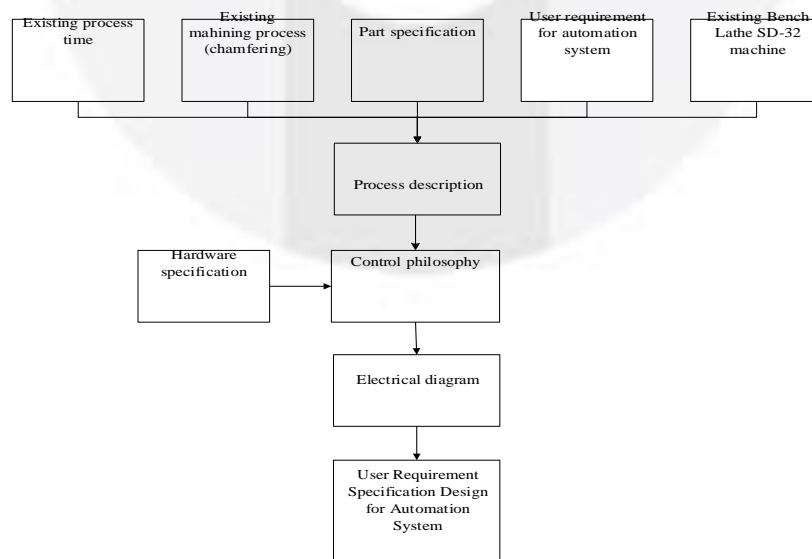 Existing process
time
Existing
mahining process
(chamfering)
Part specification
User requirement
for automation
system
Existing Bench
Lathe SD-32
machine
Process description
Hardware
specification
Control philosophy
Electrical diagram
User Requirement
Specification Design
for Automation
System